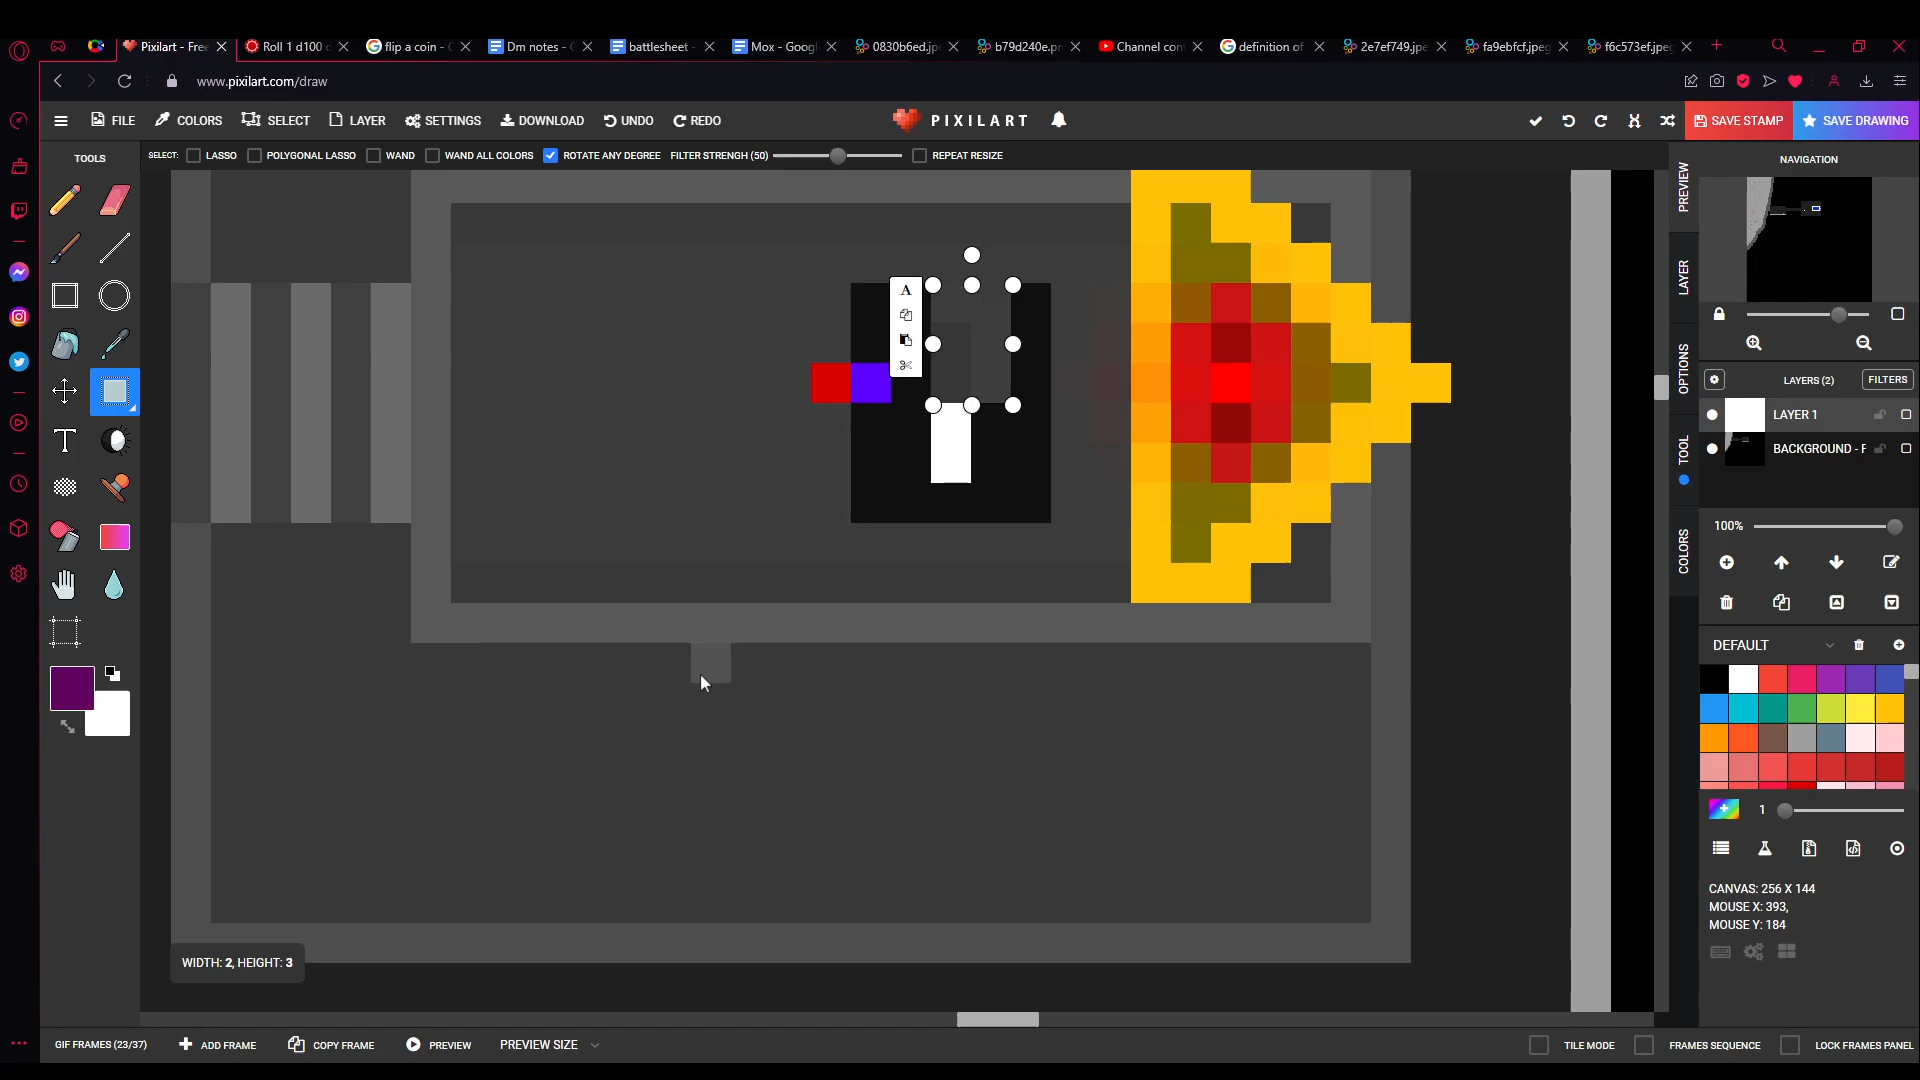 Pixilart - Free
Roll 1 d100
flip a coin -
Dm notes -
battlesheet
Mox - Goog
0830b6ed.jp
b79d240e.pn
Channel con
definition of
2e7ef749.jpe
fa9ebfcf.jpeg
f6c573ef.jpeg
www.pixilart.com/draw
FILE
COLORS
SELECT
LAYER
SETTINGS
DOWNLOAD
UNDO
REDO
PIXILART
SAVE STAMP
SAVE DRAWING
TOOLS
SELECT:
LASSO
POLYGONAL LASSO
WAND
WAND ALL COLORS
ROTATE ANY DEGREE
FILTER STRENGH (50)
REPEAT RESIZE
NAVIGATION
PREVIEW
LAYER
OPTIONS
TOOL
COLORS
A
T
LAYERS (2)
FILTERS
LAYER 1
BACKGROUND - F
100%
DEFAULT
1
CANVAS: 256 X 144
MOUSE X: 393,
MOUSE Y: 184
WIDTH: 2, HEIGHT: 3
GIF FRAMES (23/37)
ADD FRAME
COPY FRAME
PREVIEW
PREVIEW SIZE
TILE MODE
FRAMES SEQUENCE
LOCK FRAMES PANEL